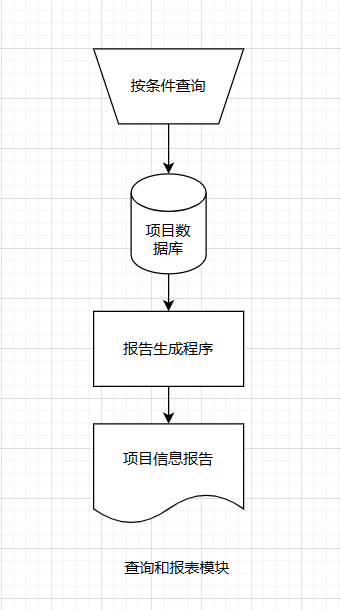 按条件查询
项目数
据库
报告生成程序
项目信息报告
查询和报表模块